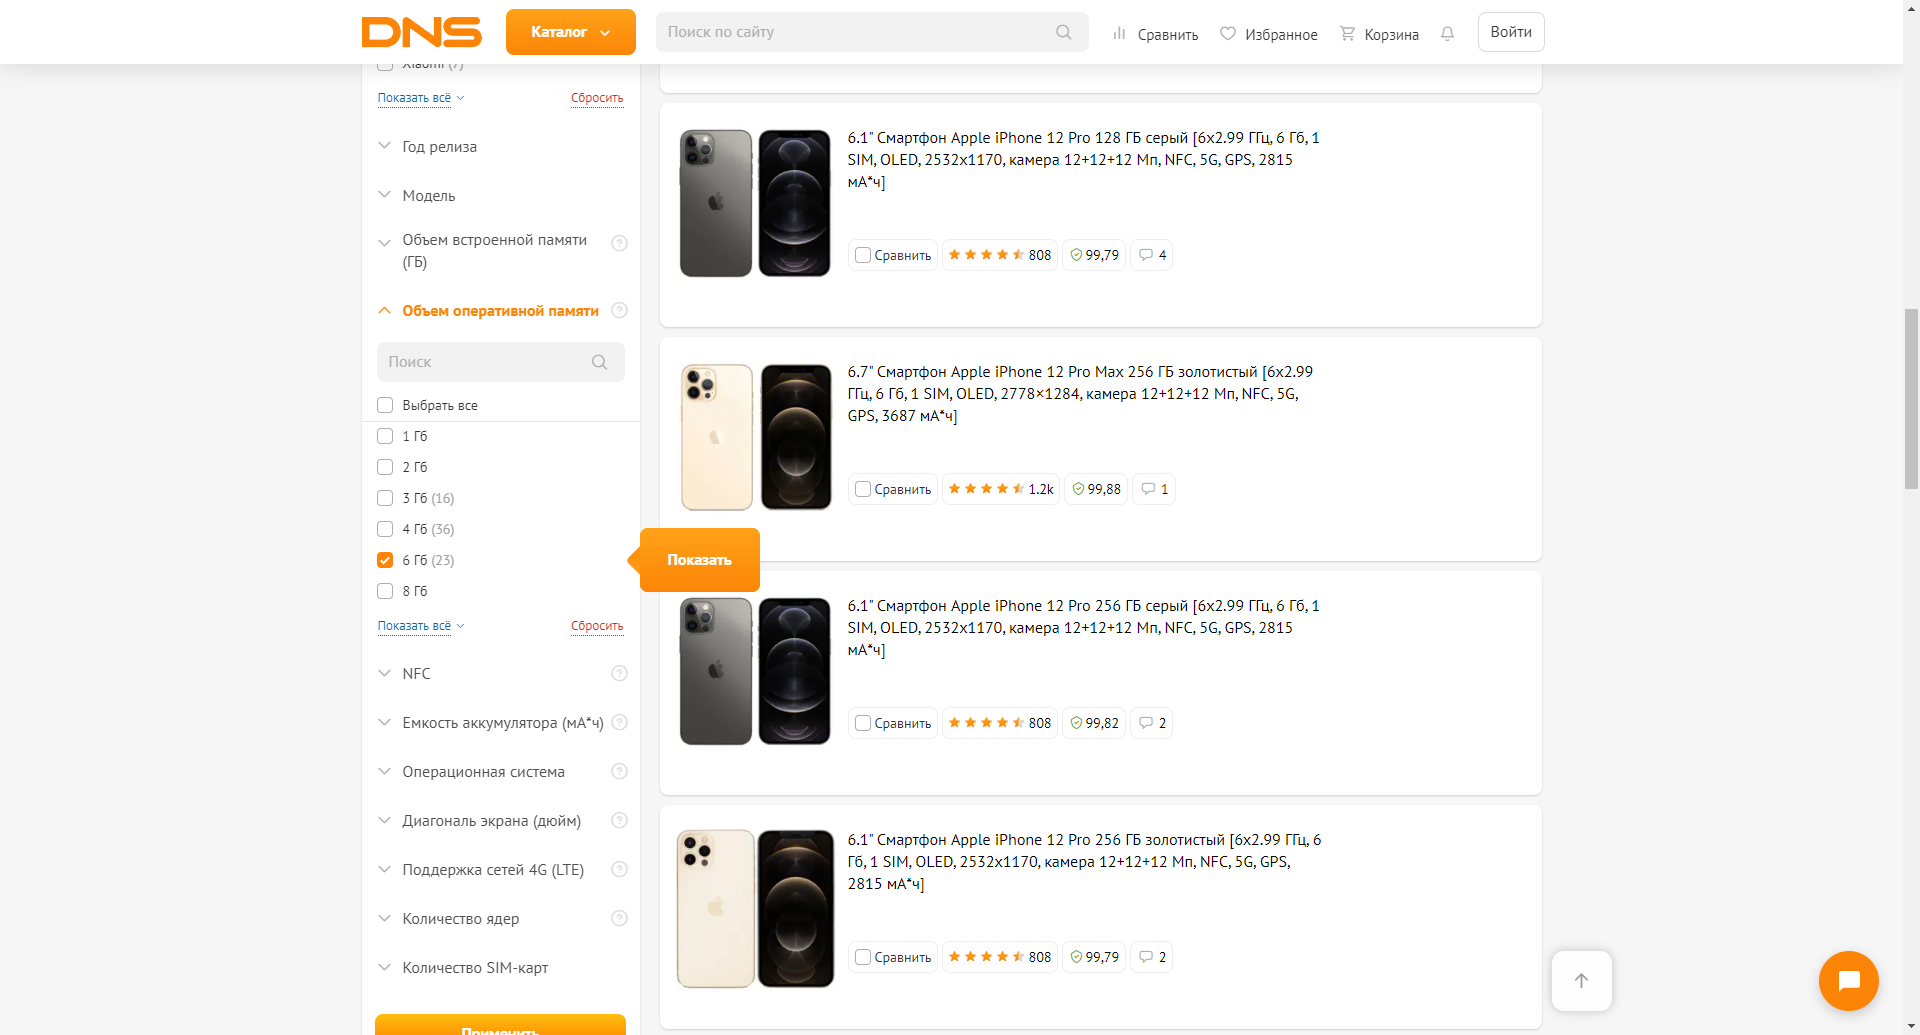 DNS
Каталог
Поиск по сайту
Сравнить
Избранное
Корзина
Войти
Xiaomi (7)
Показать всё
Сбросить
Год релиза
Модель
Объем встроенной памяти
(ГБ)
Объем оперативной памяти
Поиск
Выбрать все
1 Гб
2 Гб
3 Гб (16)
4 Гб (36)
6 Гб (23)
8 Гб
Показать всё
Сбросить
NFC
Емкость аккумулятора (мА*ч)
Операционная система
Диагональ экрана (дюйм)
Поддержка сетей 4G (LTE)
Количество ядер
Количество SIM-карт
Применить
Показать
6.1" Смартфон Apple iPhone 12 Pro 128 ГБ серый [6x2.99 ГГц, 6 Гб, 1
SIM, OLED, 2532x1170, камера 12+12+12 Мп, NFC, 5G, GPS, 2815
мА*ч]
Сравнить
808
99,79
4
6.7" Смартфон Apple iPhone 12 Pro Max 256 ГБ золотистый [6x2.99
ГГц, 6 Гб, 1 SIM, OLED, 2778×1284, камера 12+12+12 Мп, NFC, 5G,
GPS, 3687 мА*ч]
Сравнить
1.2k
99,88
1
6.1" Смартфон Apple iPhone 12 Pro 256 ГБ серый [6x2.99 ГГц, 6 Гб, 1
SIM, OLED, 2532x1170, камера 12+12+12 Мп, NFC, 5G, GPS, 2815
мА*ч]
Сравнить
808
99,82
2
6.1" Смартфон Apple iPhone 12 Pro 256 ГБ золотистый [6x2.99 ГГц, 6
Гб, 1 SIM, OLED, 2532x1170, камера 12+12+12 Мп, NFC, 5G, GPS,
2815 мА*ч]
Сравнить
808
99,79
2